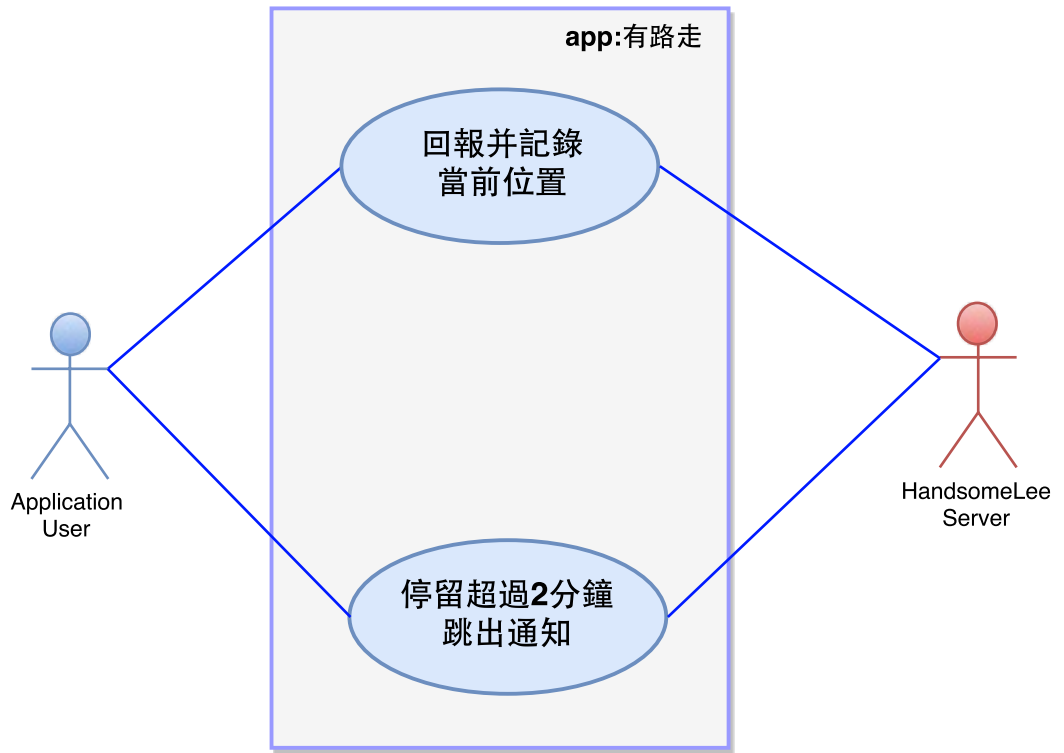 app:有路走
回報并記錄
當前位置
Application
User
HandsomeLee
Server
停留超過2分鐘
跳出通知